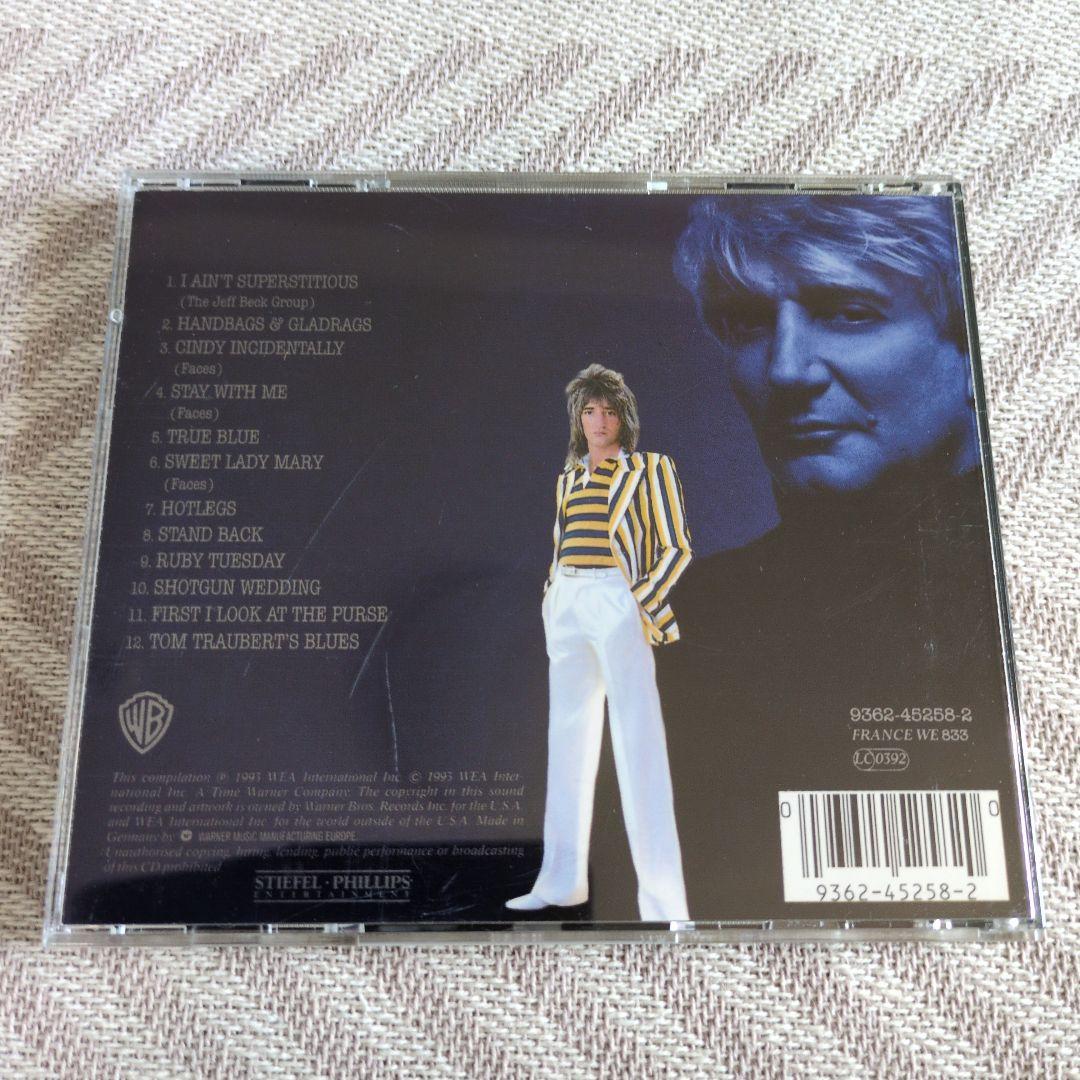 1. I AIN'T SUPERSTITIOUS
(The Jeff Beck Group)
2. HANDBAGS & GLADRAGS
3. CINDY INCIDENTALLY
(Faces)
4. STAY WITH ME
(Faces)
5. TRUE BLUE
6. SWEET LADY MARY
(Faces)
7. HOTLEGS
8. STAND BACK
9. RUBY TUESDAY
10. SHOTGUN WEDDING
11. FIRST I LOOK AT THE PURSE
12. TOM TRAUBERT'S BLUES
WB
9362-45258-2
FRANCE WE 833
LC 0392
This compilation ℗ 1993 WEA International Inc. © 1993 WEA Inter-
national Inc. A Time Warner Company. The copyright in this sound
recording and artwork is owned by Warner Bros. Records Inc. for the U.S.A.
and WEA International Inc. for the world outside of the U.S.A. Made in
Germany by WARNER MUSIC MANUFACTURING EUROPE.
Unauthorised copying, hiring, lending, public performance or broadcasting
of this CD prohibited.
STIEFEL · PHILLIPS
ENTERTAINMENT
0 0
9362-45258-2